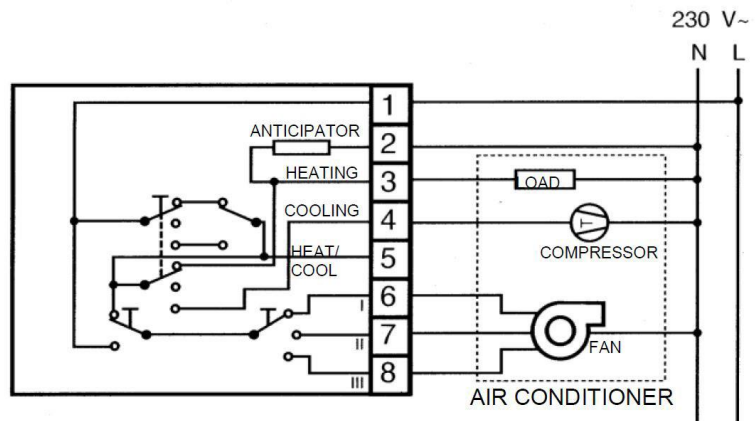 230 V~
N L
1
ANTICIPATOR
2
HEATING
3
OAD
COOLING
4
COMPRESSOR
HEAT/
COOL
5
I
6
II
7
FAN
III
8
AIR CONDITIONER
T
T
T
T